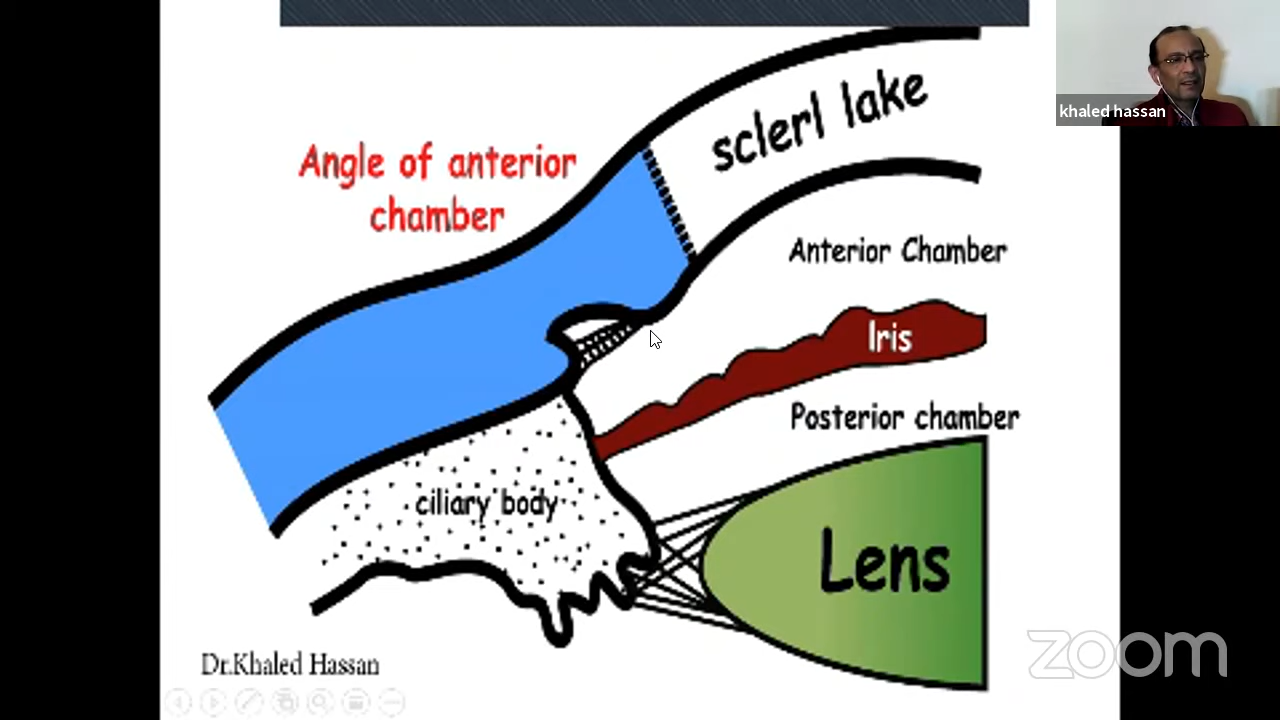 khaled hassan
sclerl lake
Angle of anterior
chamber
Anterior Chamber
Iris
Posterior chamber
ciliary body
Lens
Dr.Khaled Hassan
zoom